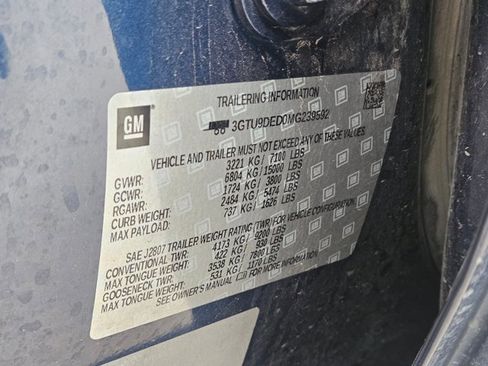 GM
TRAILERING INFORMATION
3GTU9DED0MG239592
VEHICLE AND TRAILER MUST NOT EXCEED ANY OF THESE:
GVWR: 3221 KG/ 7100 LBS
GCWR: 6804 KG/15000 LBS
RGAWR: 1724 KG/ 3800 LBS
CURB WEIGHT: 2484 KG/ 5474 LBS
MAX PAYLOAD: 737 KG/ 1626 LBS
SAE J2807 TRAILER WEIGHT RATING (TWR) FOR VEHICLE CONFIGURATION:
CONVENTIONAL TWR: 4173 KG/ 9200 LBS
MAX TONGUE WEIGHT: 422 KG/ 930 LBS
GOOSENECK TWR: 3538 KG/ 7800 LBS
MAX TONGUE WEIGHT: 531 KG/ 1170 LBS
SEE OWNER'S MANUAL FOR MORE INFORMATION